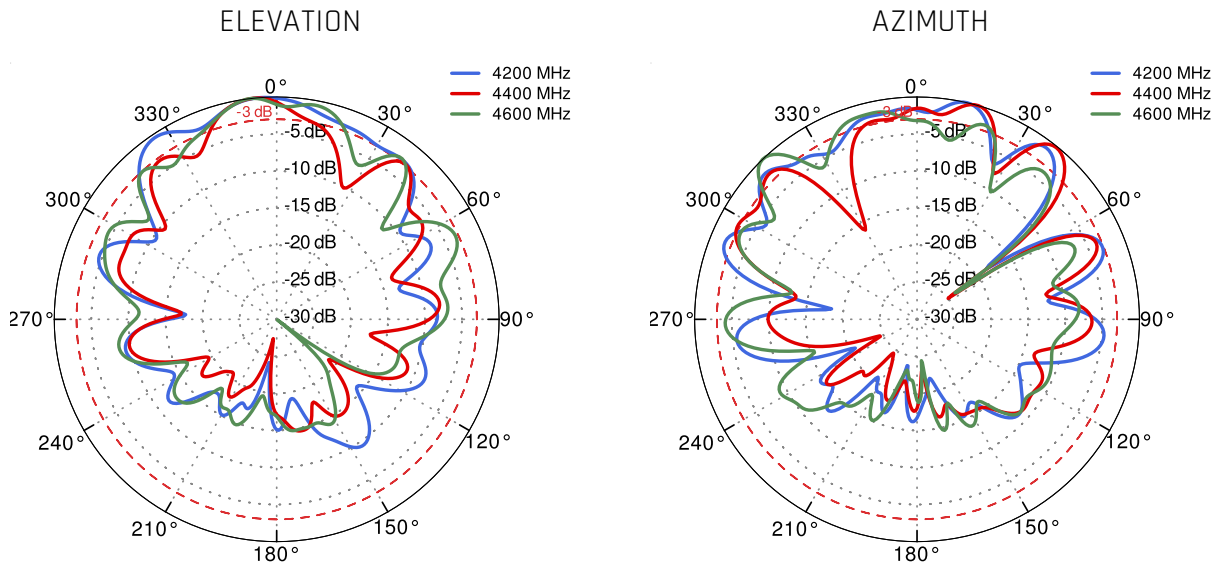 ELEVATION
4200 MHz
4400 MHz
4600 MHz
0°
30°
60°
90°
120°
150°
180°
210°
240°
270°
300°
330°
-3 dB
5 dB
-10 dB
-15 dB
-20 dB
-25 dB
-30 dB
AZIMUTH
4200 MHz
4400 MHz
4600 MHz
0°
30°
60°
90°
120°
150°
180°
210°
240°
270°
300°
330°
3 dB
5 dB
-10 dB
-15 dB
-20 dB
-25 dB
-30 dB